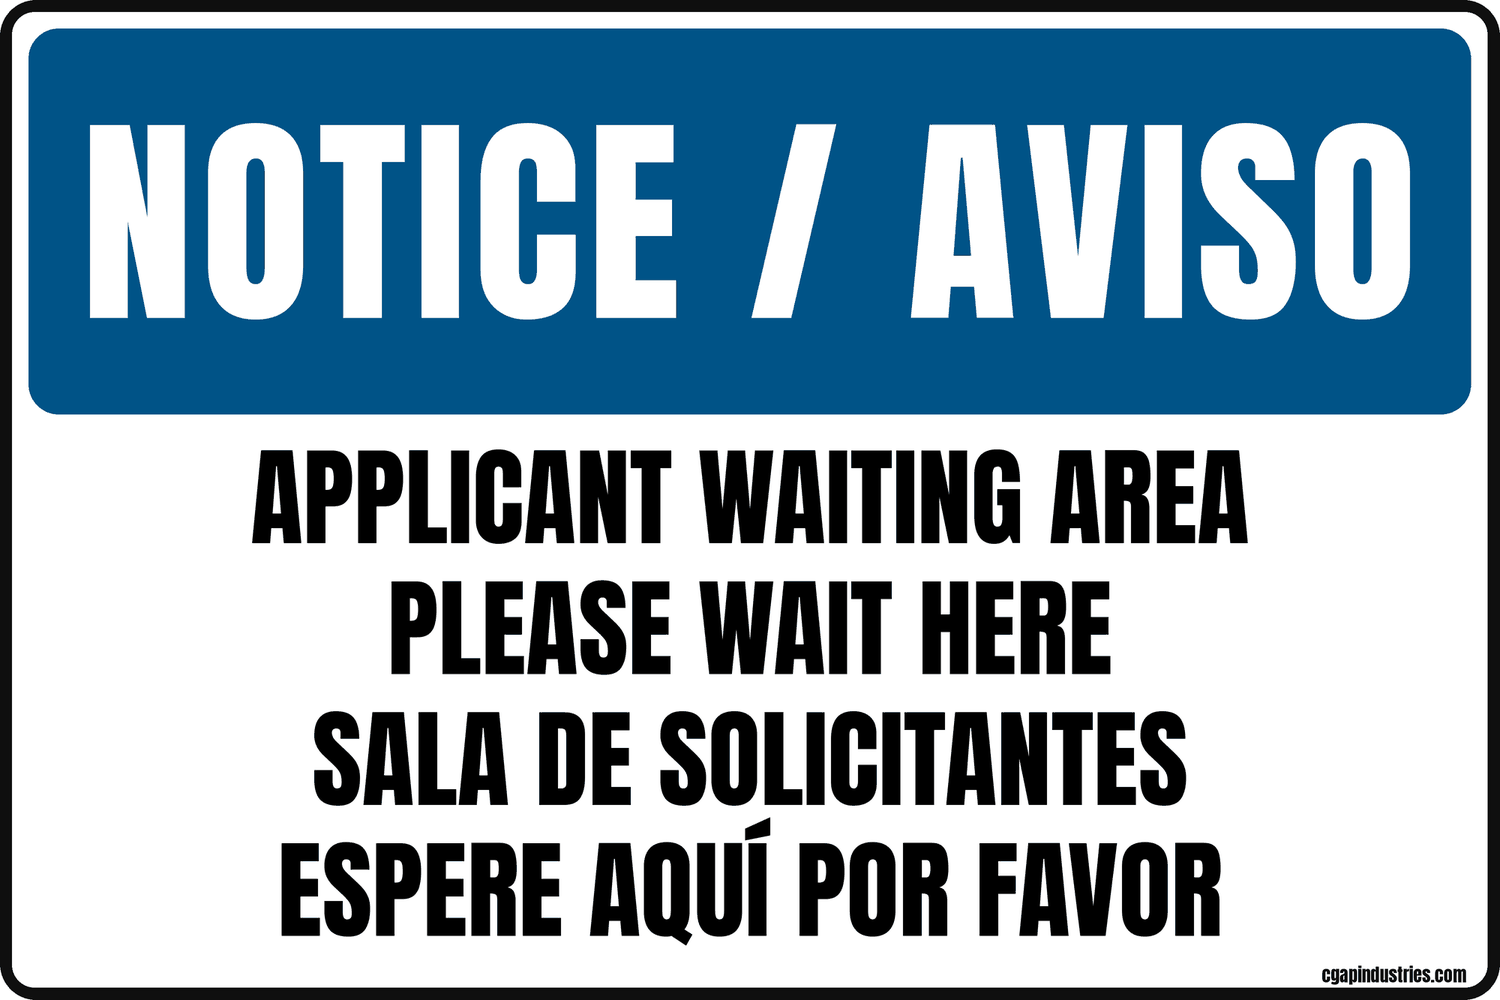 NOTICE / AVISO
APPLICANT WAITING AREA
PLEASE WAIT HERE
SALA DE SOLICITANTES
ESPERE AQUÍ POR FAVOR
cgapindustries.com